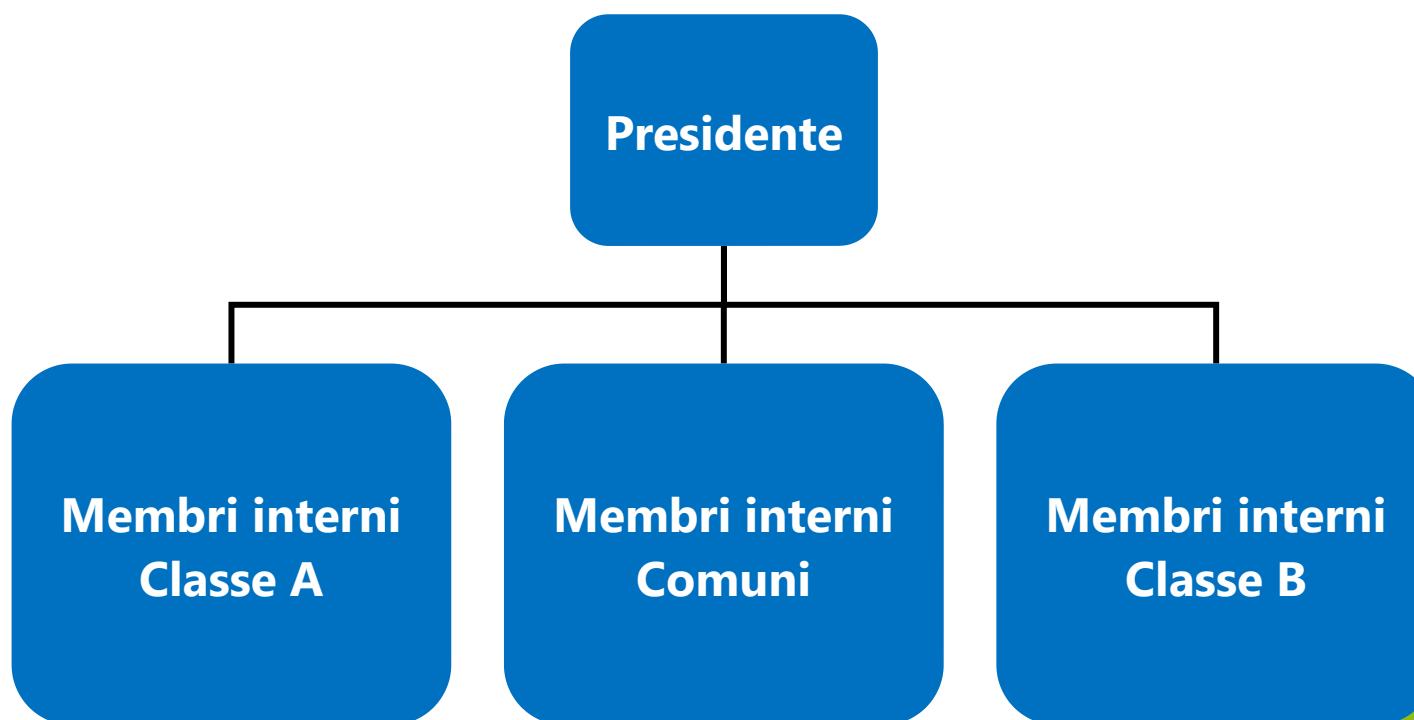 Presidente
Membri interni
Classe A
Membri interni
Comuni
Membri interni
Classe B